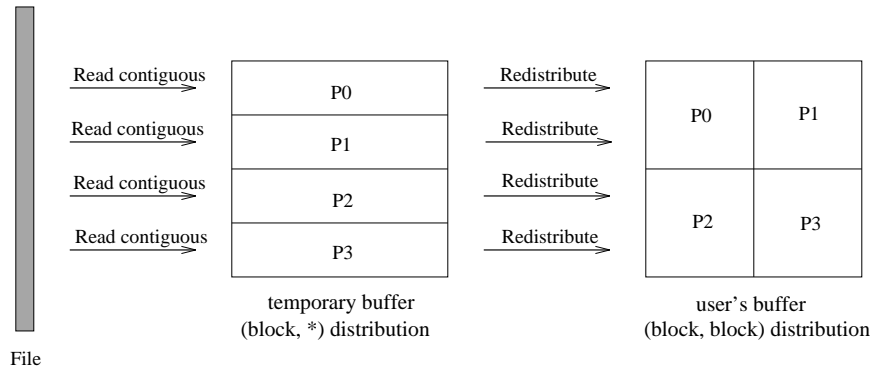 Read contiguous
Read contiguous
Read contiguous
Read contiguous
P0
P1
P2
P3
Redistribute
Redistribute
Redistribute
Redistribute
P0
P1
P2
P3
temporary buffer
(block, *) distribution
user's buffer
(block, block) distribution
File